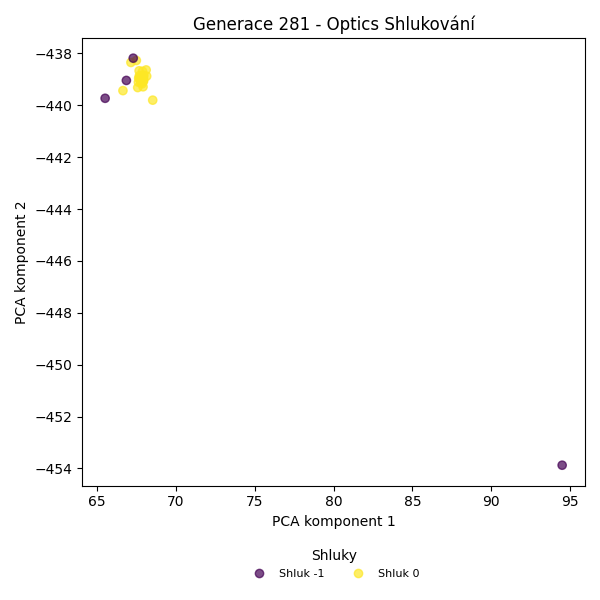 Generace 281 - Optics Shlukování
PCA komponent 2
−438
−440
−442
−444
−446
−448
−450
−452
−454
65 70 75 80 85 90 95
PCA komponent 1
Shluky
Shluk -1 Shluk 0